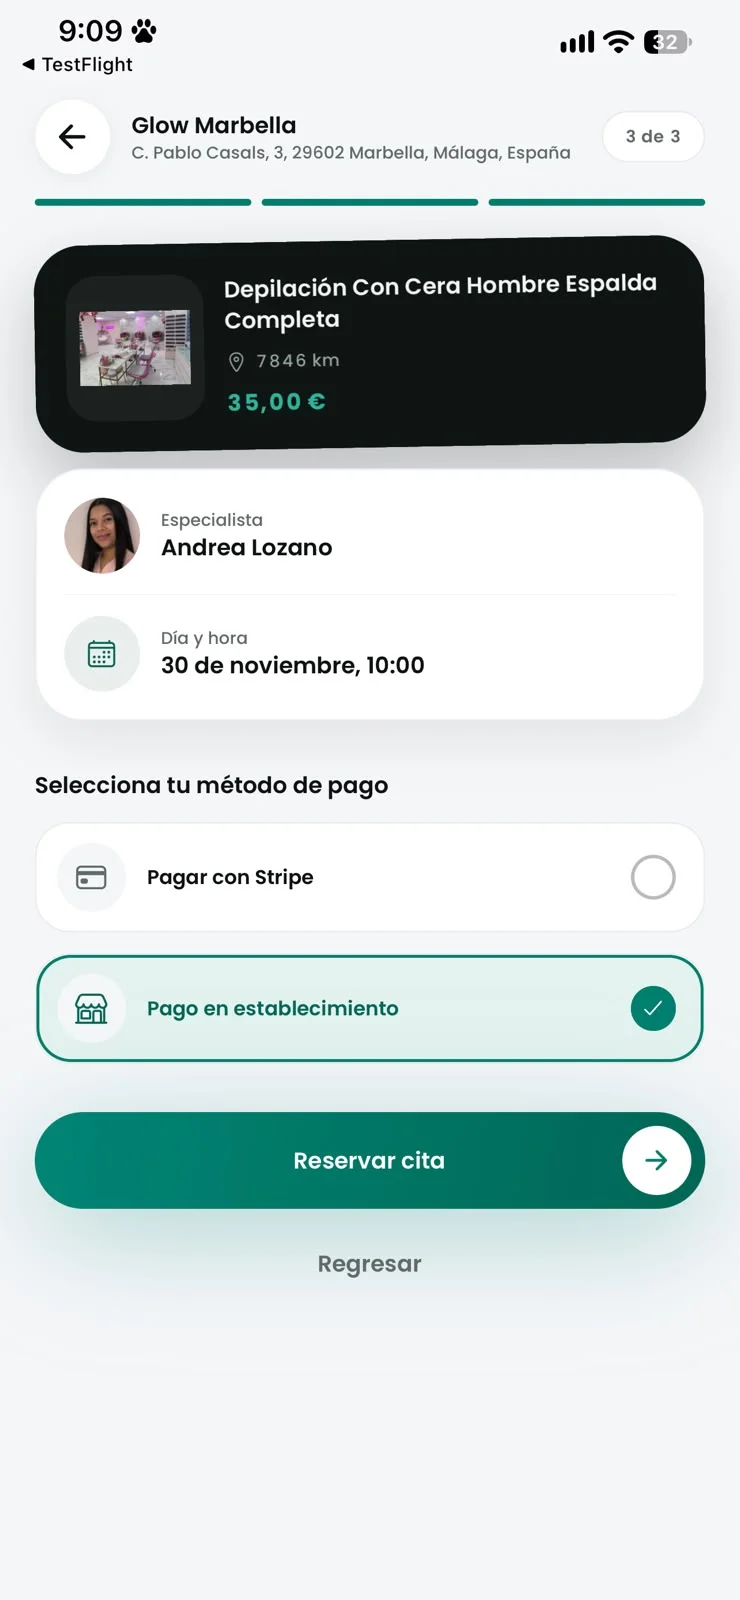 9:09
32
TestFlight
Glow Marbella
C. Pablo Casals, 3, 29602 Marbella, Málaga, España
3 de 3
Depilación Con Cera Hombre Espalda
Completa
7846 km
35,00 €
Especialista
Andrea Lozano
Día y hora
30 de noviembre, 10:00
Selecciona tu método de pago
Pagar con Stripe
Pago en establecimiento
Reservar cita
Regresar